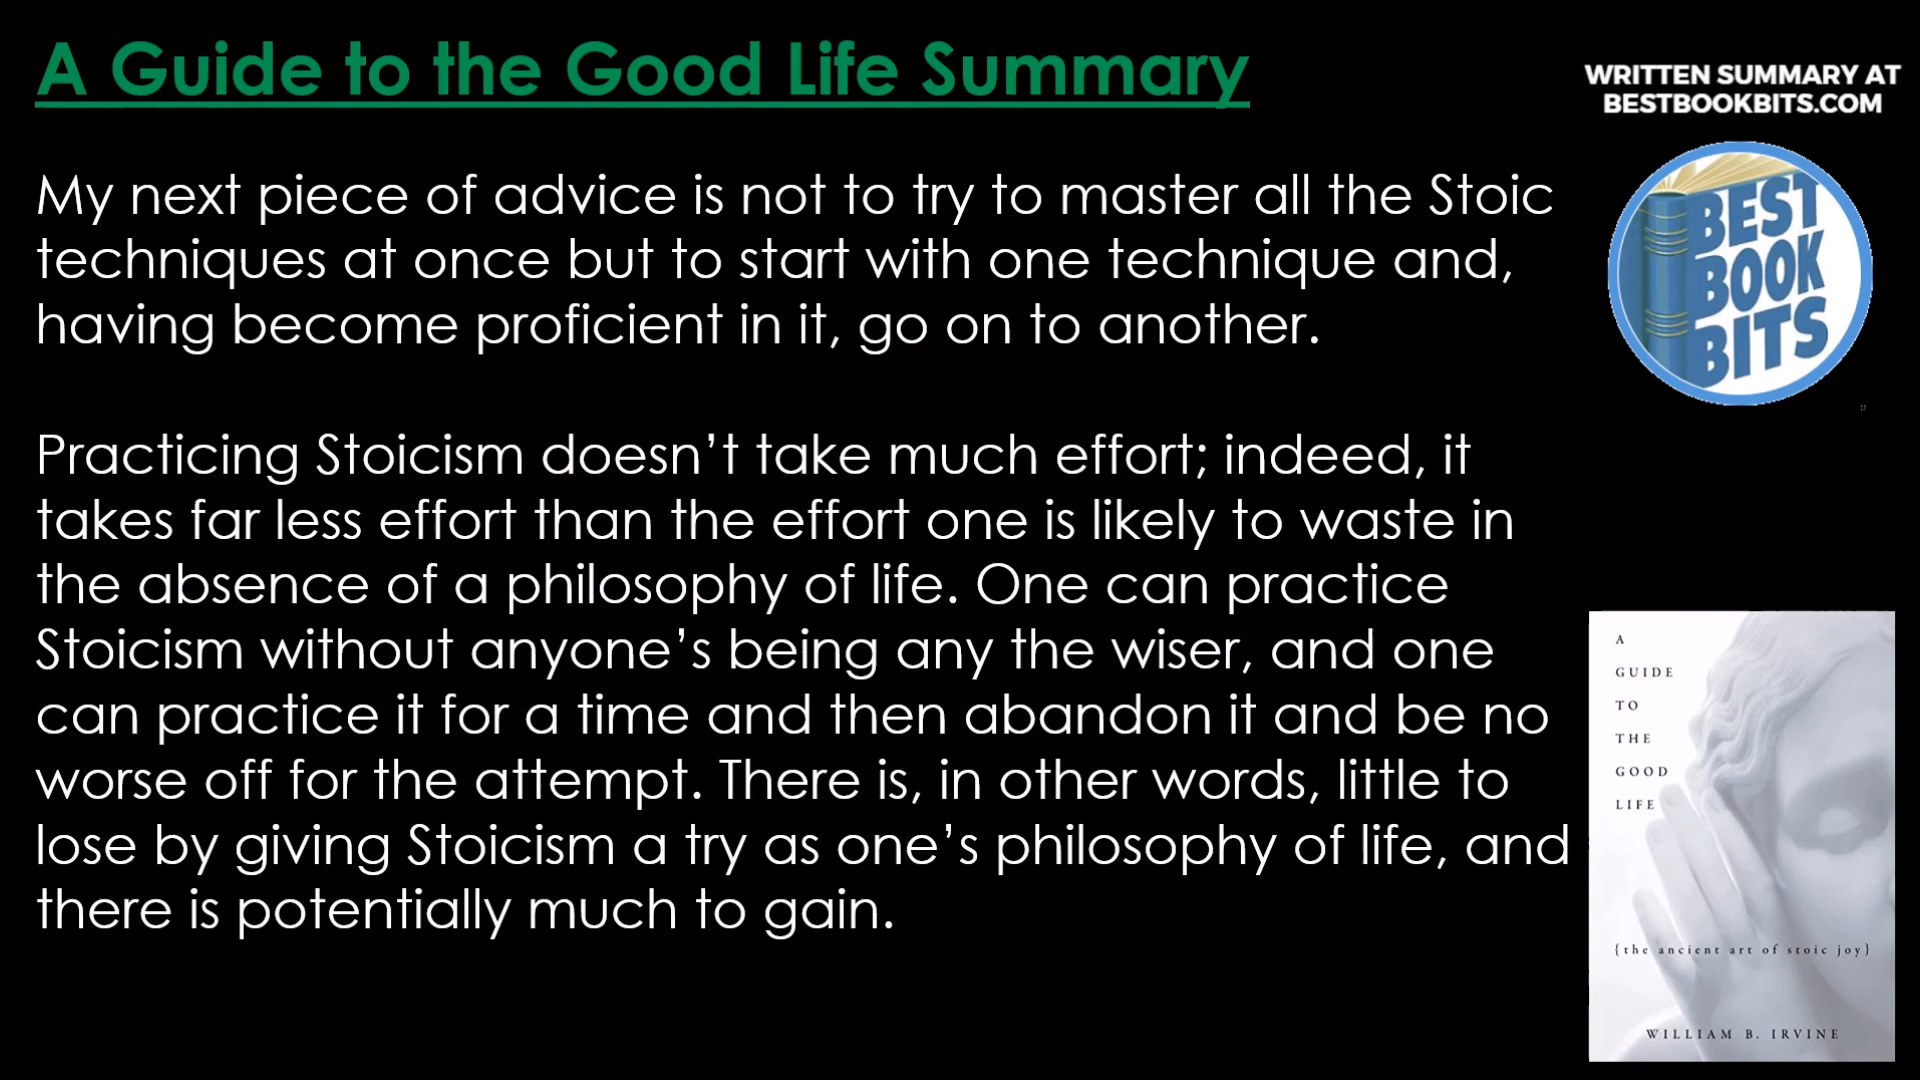 A Guide to the Good Life Summary
WRITTEN SUMMARY AT
BESTBOOKBITS.COM
My next piece of advice is not to try to master all the Stoic
techniques at once but to start with one technique and,
having become proficient in it, go on to another.
BEST
BOOK
BITS
Practicing Stoicism doesn’t take much effort; indeed, it
takes far less effort than the effort one is likely to waste in
the absence of a philosophy of life. One can practice
Stoicism without anyone’s being any the wiser, and one
can practice it for a time and then abandon it and be no
worse off for the attempt. There is, in other words, little to
lose by giving Stoicism a try as one’s philosophy of life, and
there is potentially much to gain.
A
GUIDE
TO
THE
GOOD
LIFE
{the ancient art of stoic joy}
WILLIAM B. IRVINE